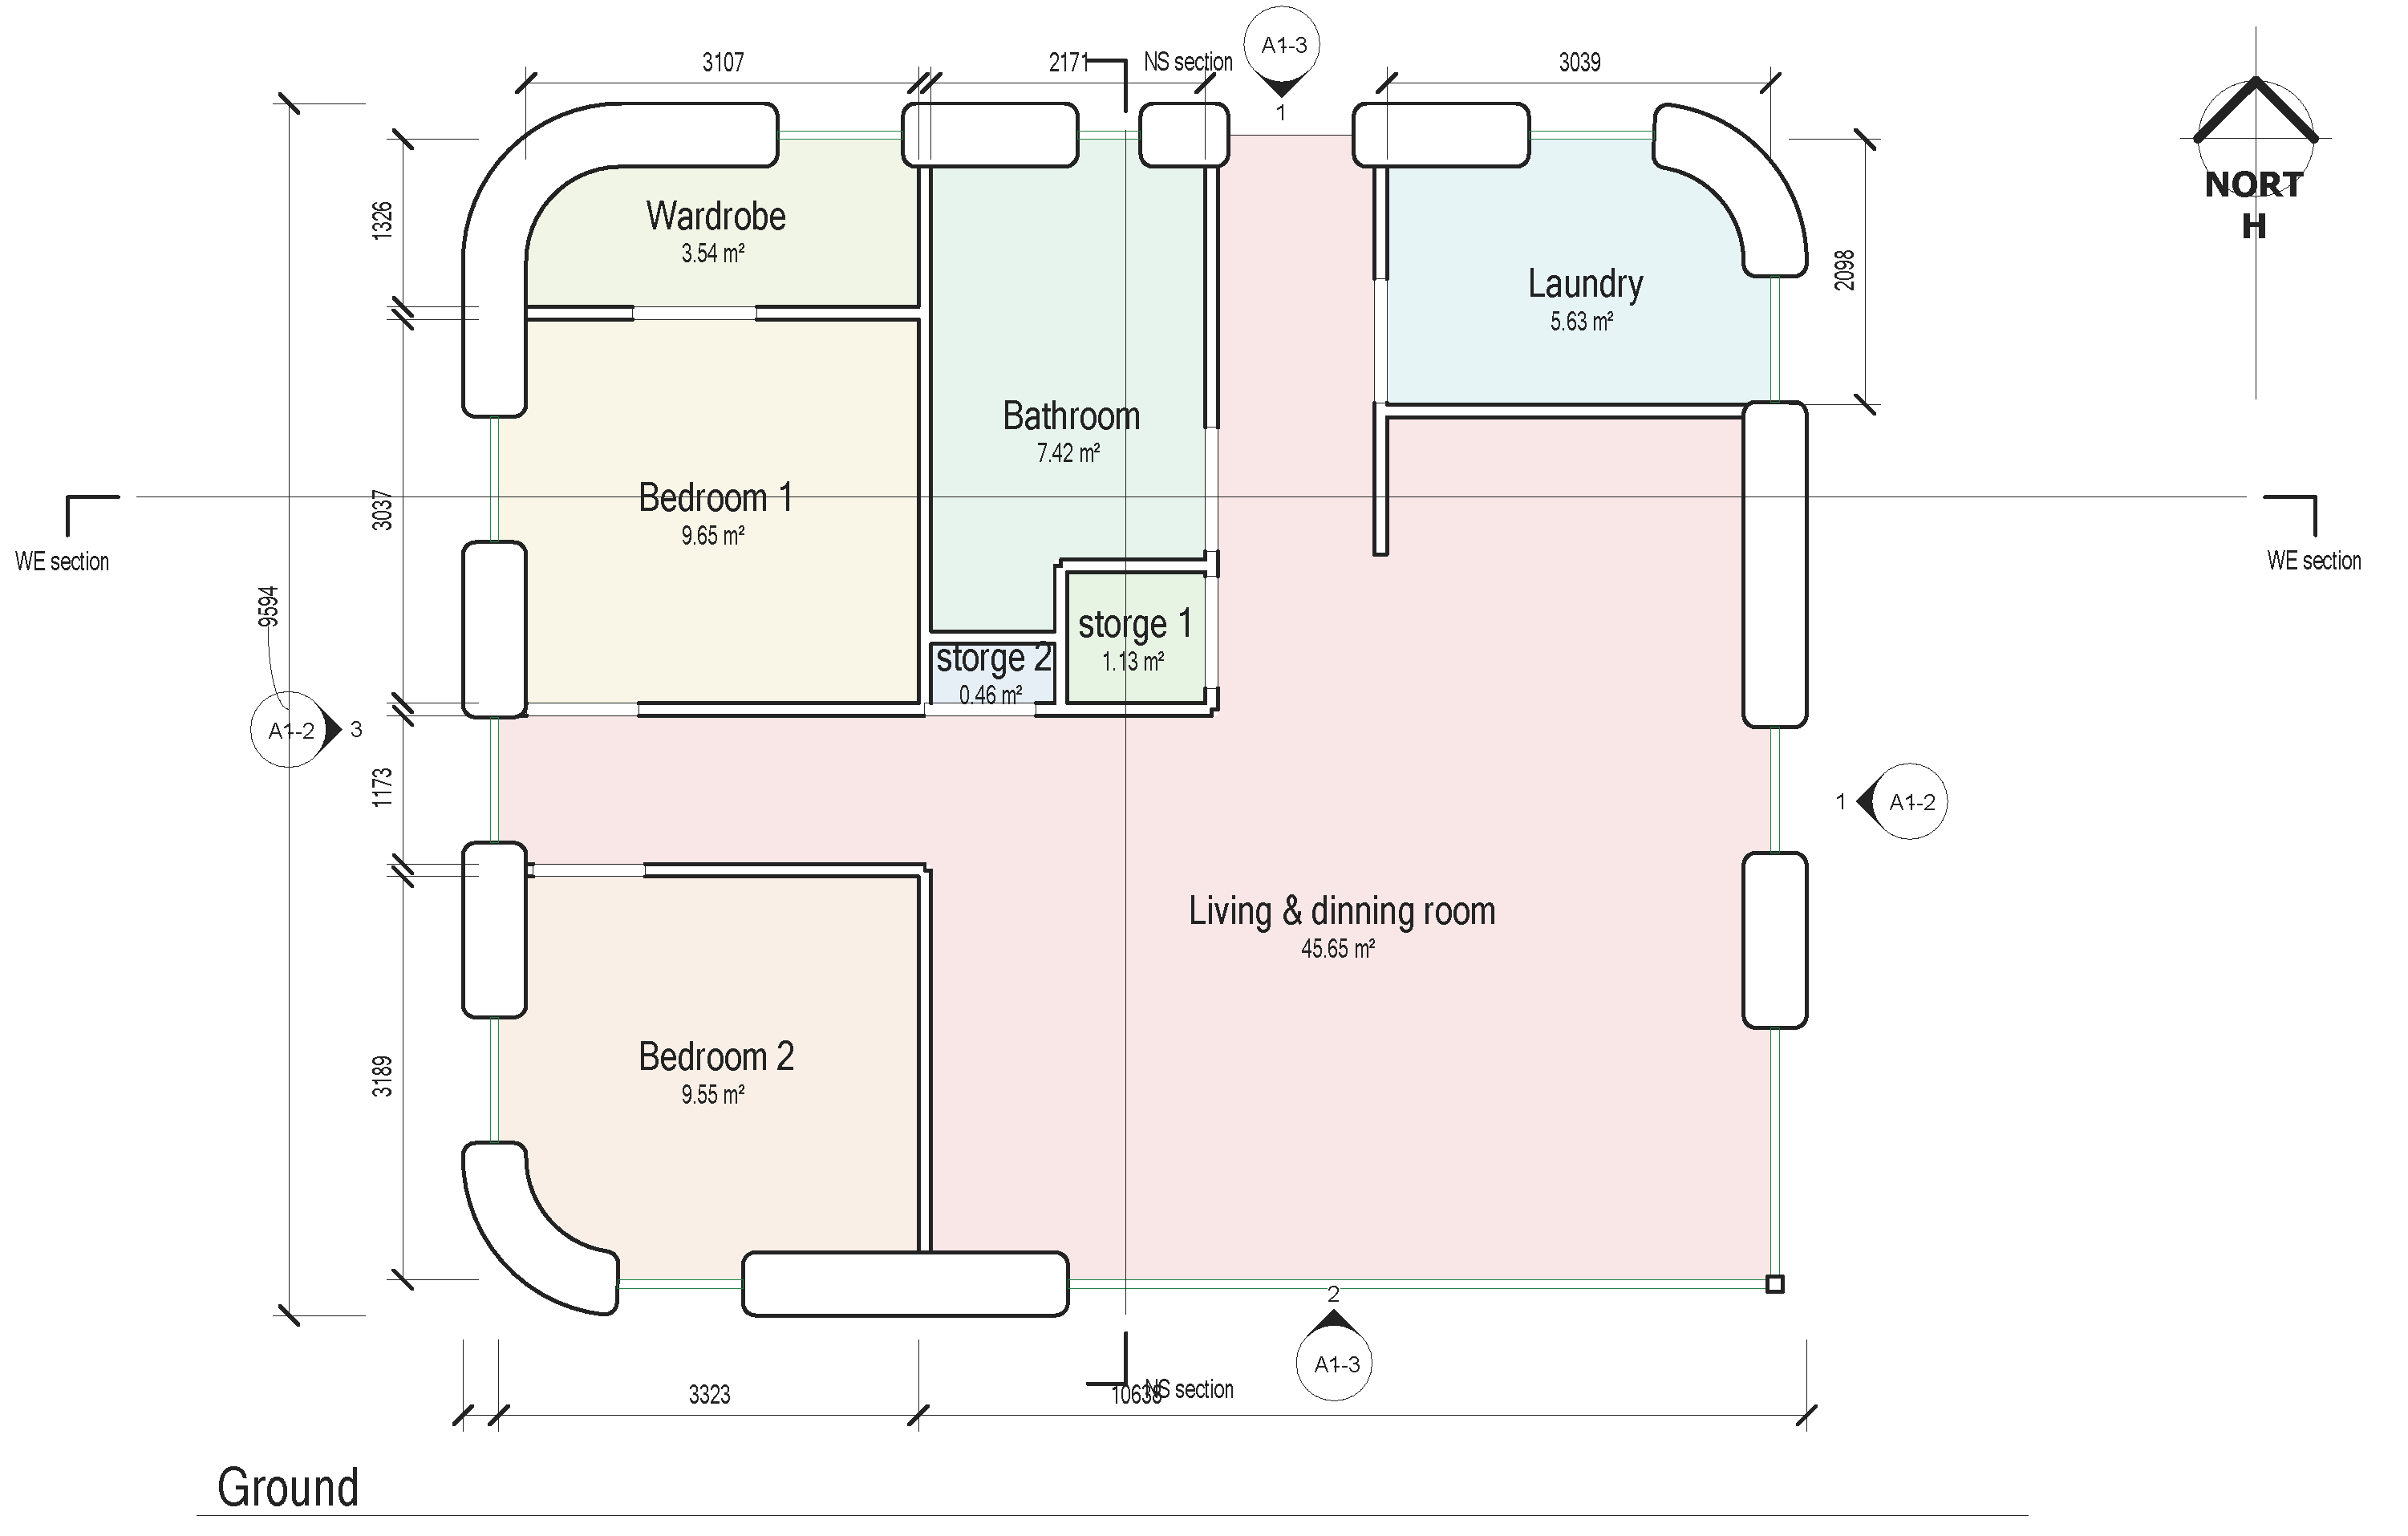 A1-3
1
3107
2171
NS section
3039
NORT
H
1326
Wardrobe
3.54 m²
Laundry
5.63 m²
2098
Bathroom
7.42 m²
3037
Bedroom 1
9.65 m²
WE section
WE section
9594
storge 1
1.13 m²
storge 2
0.46 m²
A1-2
3
1173
1
A1-2
Living & dinning room
45.65 m²
Bedroom 2
9.55 m²
3189
2
A1-3
3323
10638
NS section
Ground